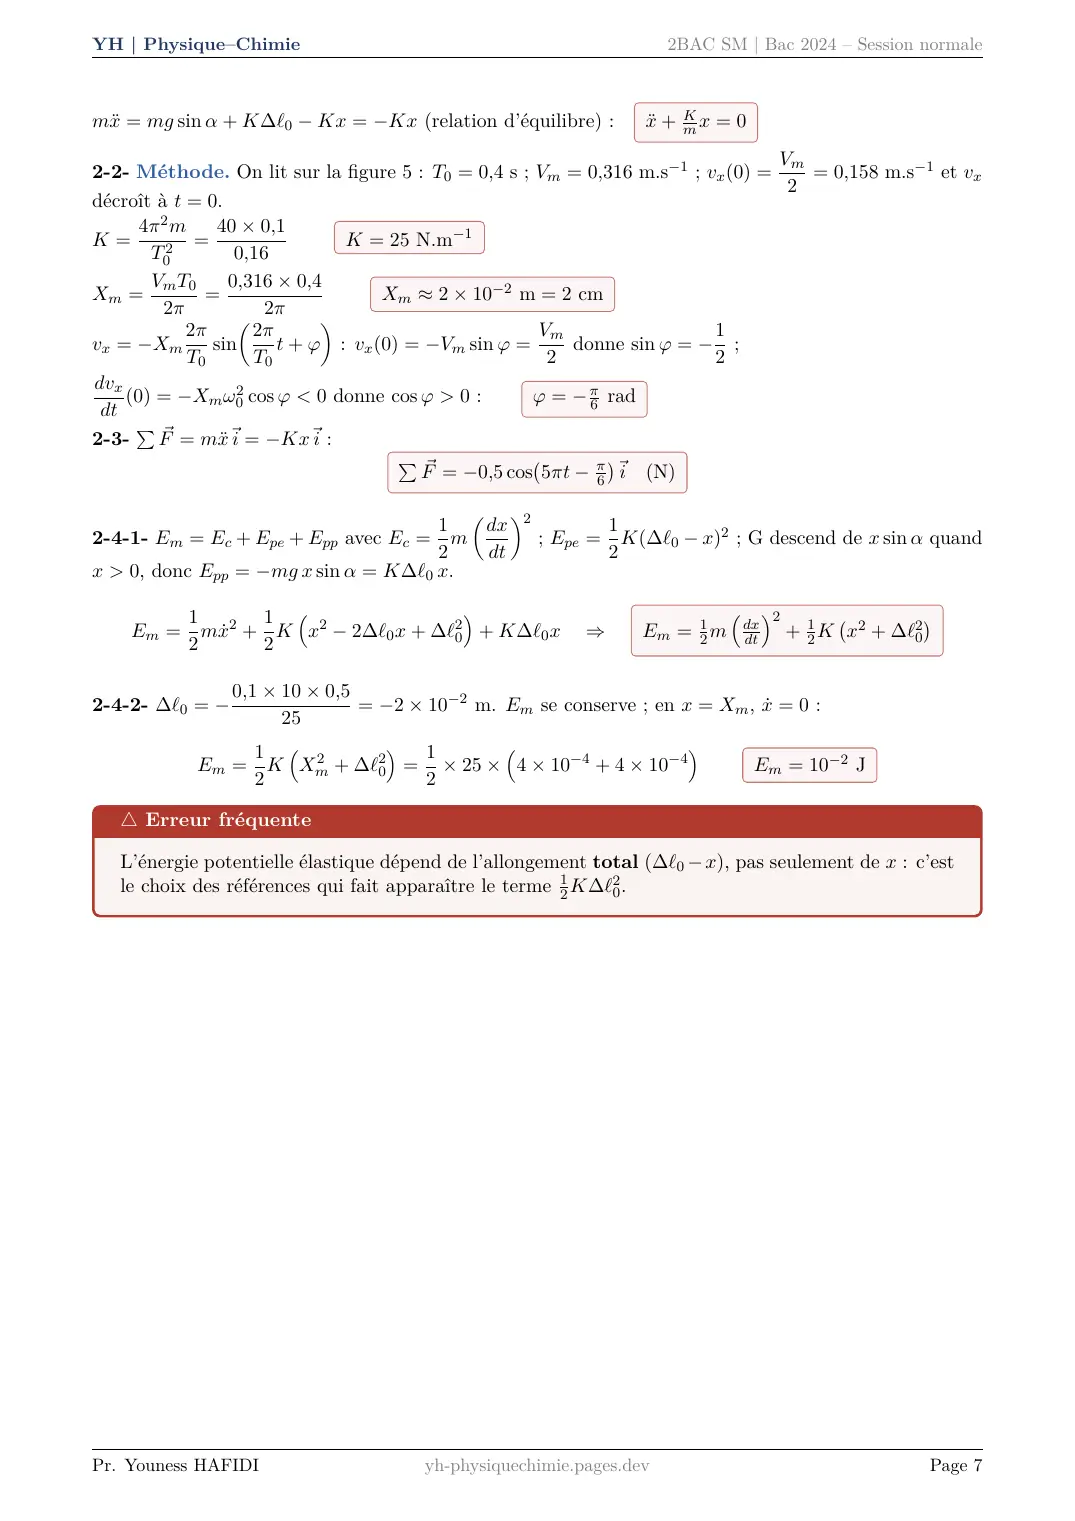 YH | Physique–Chimie 2BAC SM | Bac 2024 – Session normale
mẍ = mg sin α + KΔℓ₀ − Kx = −Kx (relation d'équilibre) : ẍ + K/m x = 0
2-2- Méthode. On lit sur la figure 5 : T₀ = 0,4 s ; Vₘ = 0,316 m.s⁻¹ ; vₓ(0) = Vₘ/2 = 0,158 m.s⁻¹ et vₓ
décroît à t = 0.
K = 4π²m/T₀² = 40 × 0,1/0,16 K = 25 N.m⁻¹
Xₘ = VₘT₀/2π = 0,316 × 0,4/2π Xₘ ≈ 2 × 10⁻² m = 2 cm
vₓ = −Xₘ 2π/T₀ sin(2π/T₀ t + φ) : vₓ(0) = −Vₘ sin φ = Vₘ/2 donne sin φ = −1/2 ;
dvₓ/dt (0) = −Xₘω₀² cos φ < 0 donne cos φ > 0 : φ = −π/6 rad
2-3- ∑ F⃗ = mẍ i⃗ = −Kx i⃗ :
∑ F⃗ = −0,5 cos(5πt − π/6) i⃗ (N)
2-4-1- Eₘ = E_c + E_pe + E_pp avec E_c = 1/2 m (dx/dt)² ; E_pe = 1/2 K(Δℓ₀ − x)² ; G descend de x sin α quand
x > 0, donc E_pp = −mg x sin α = KΔℓ₀ x.
Eₘ = 1/2 mẋ² + 1/2 K (x² − 2Δℓ₀x + Δℓ₀²) + KΔℓ₀x ⇒ Eₘ = 1/2 m (dx/dt)² + 1/2 K (x² + Δℓ₀²)
2-4-2- Δℓ₀ = −0,1 × 10 × 0,5/25 = −2 × 10⁻² m. Eₘ se conserve ; en x = Xₘ, ẋ = 0 :
Eₘ = 1/2 K (Xₘ² + Δℓ₀²) = 1/2 × 25 × (4 × 10⁻⁴ + 4 × 10⁻⁴) Eₘ = 10⁻² J
△ Erreur fréquente
L'énergie potentielle élastique dépend de l'allongement total (Δℓ₀ − x), pas seulement de x : c'est
le choix des références qui fait apparaître le terme 1/2 KΔℓ₀².
Pr. Youness HAFIDI yh-physiquechimie.pages.dev Page 7